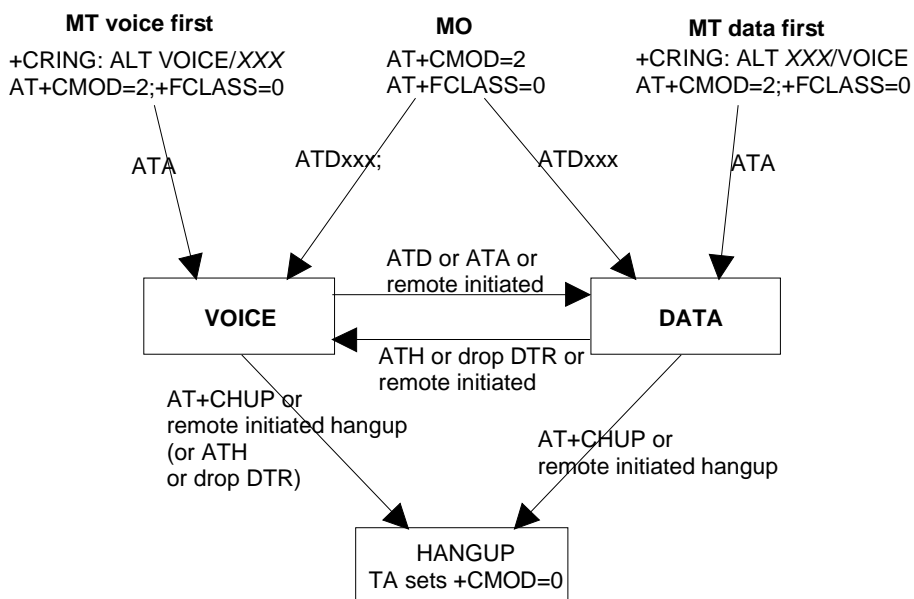 MT voice first
+CRING: ALT VOICE/XXX
AT+CMOD=2;+FCLASS=0
MO
AT+CMOD=2
AT+FCLASS=0
MT data first
+CRING: ALT XXX/VOICE
AT+CMOD=2;+FCLASS=0
ATA
ATDxxx;
ATDxxx
ATA
ATD or ATA or
remote initiated
VOICE
DATA
ATH or drop DTR or
remote initiated
AT+CHUP or
remote initiated hangup
(or ATH
or drop DTR)
AT+CHUP or
remote initiated hangup
HANGUP
TA sets +CMOD=0